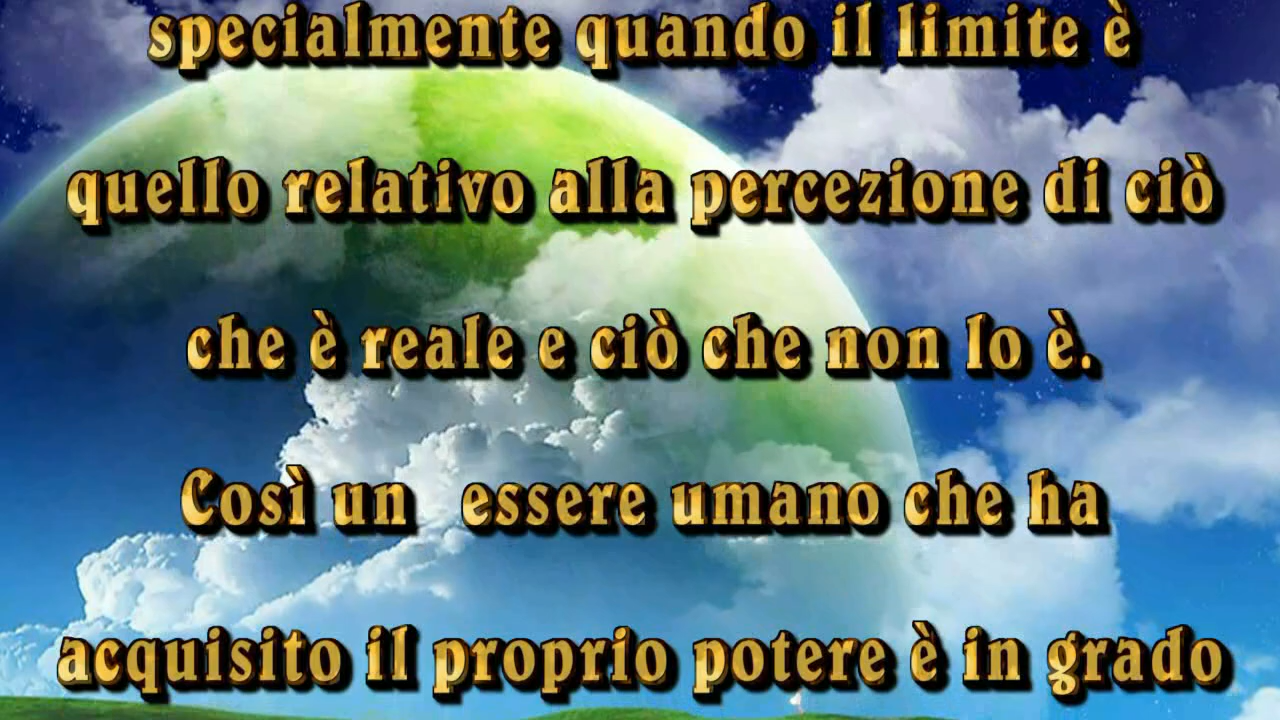 specialmente quando il limite è
quello relativo alla percezione di ciò
che è reale e ciò che non lo è.
Così un essere umano che ha
acquisito il proprio potere è in grado